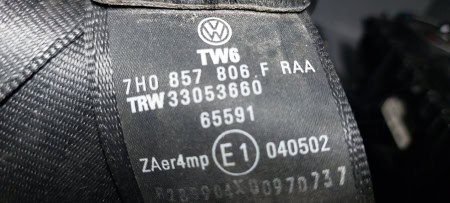 TW6
7H0 857 806 F RAA
TRW 33053660
65591
ZAer4mp E1 040502